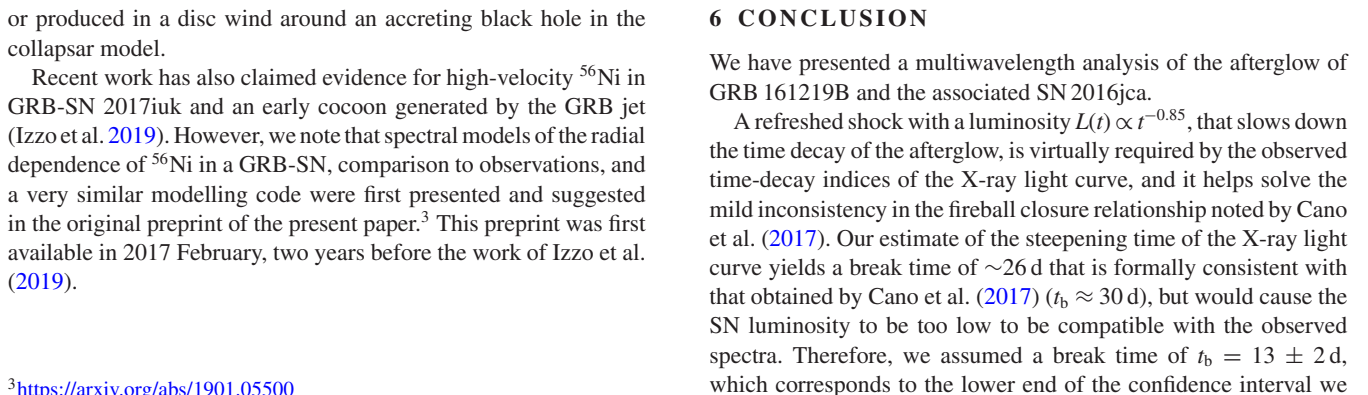 or produced in a disc wind around an accreting black hole in the
collapsar model.
Recent work has also claimed evidence for high-velocity ⁵⁶Ni in
GRB-SN 2017iuk and an early cocoon generated by the GRB jet
(Izzo et al. 2019). However, we note that spectral models of the radial
dependence of ⁵⁶Ni in a GRB-SN, comparison to observations, and
a very similar modelling code were first presented and suggested
in the original preprint of the present paper.³ This preprint was first
available in 2017 February, two years before the work of Izzo et al.
(2019).
³https://arxiv.org/abs/1901.05500
6 CONCLUSION
We have presented a multiwavelength analysis of the afterglow of
GRB 161219B and the associated SN 2016jca.
A refreshed shock with a luminosity L(t) ∝ t^−0.85, that slows down
the time decay of the afterglow, is virtually required by the observed
time-decay indices of the X-ray light curve, and it helps solve the
mild inconsistency in the fireball closure relationship noted by Cano
et al. (2017). Our estimate of the steepening time of the X-ray light
curve yields a break time of ∼26 d that is formally consistent with
that obtained by Cano et al. (2017) (t_b ≈ 30 d), but would cause the
SN luminosity to be too low to be compatible with the observed
spectra. Therefore, we assumed a break time of t_b = 13 ± 2 d,
which corresponds to the lower end of the confidence interval we